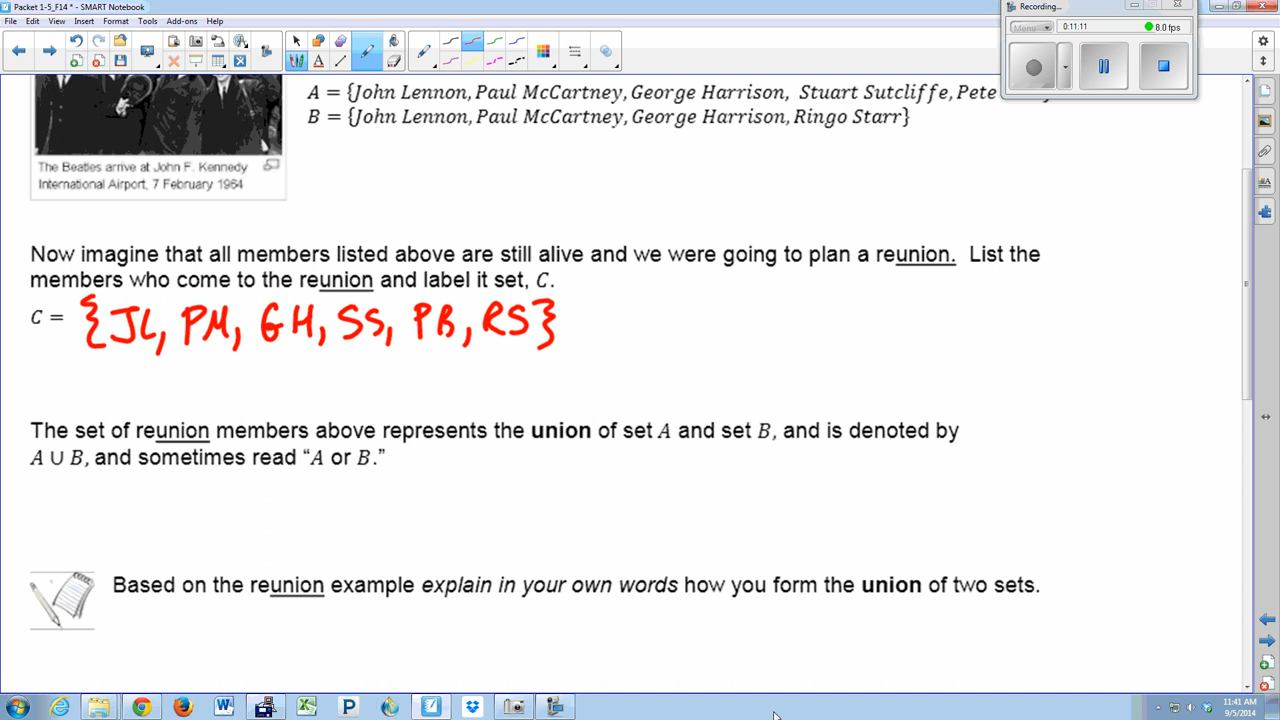 Packet 1-5_F14 * - SMART Notebook
File Edit View Insert Format Tools Add-ons Help
Recording...
Menu 0:11:11 8.0 fps
A = {John Lennon, Paul McCartney, George Harrison, Stuart Sutcliffe, Pete
B = {John Lennon, Paul McCartney, George Harrison, Ringo Starr}
The Beatles arrive at John F. Kennedy
International Airport, 7 February 1964
Now imagine that all members listed above are still alive and we were going to plan a reunion. List the
members who come to the reunion and label it set, C.
C = {JL, PM, GH, SS, PB, RS}
The set of reunion members above represents the union of set A and set B, and is denoted by
A ∪ B, and sometimes read “A or B.”
Based on the reunion example explain in your own words how you form the union of two sets.
11:41 AM
9/5/2014